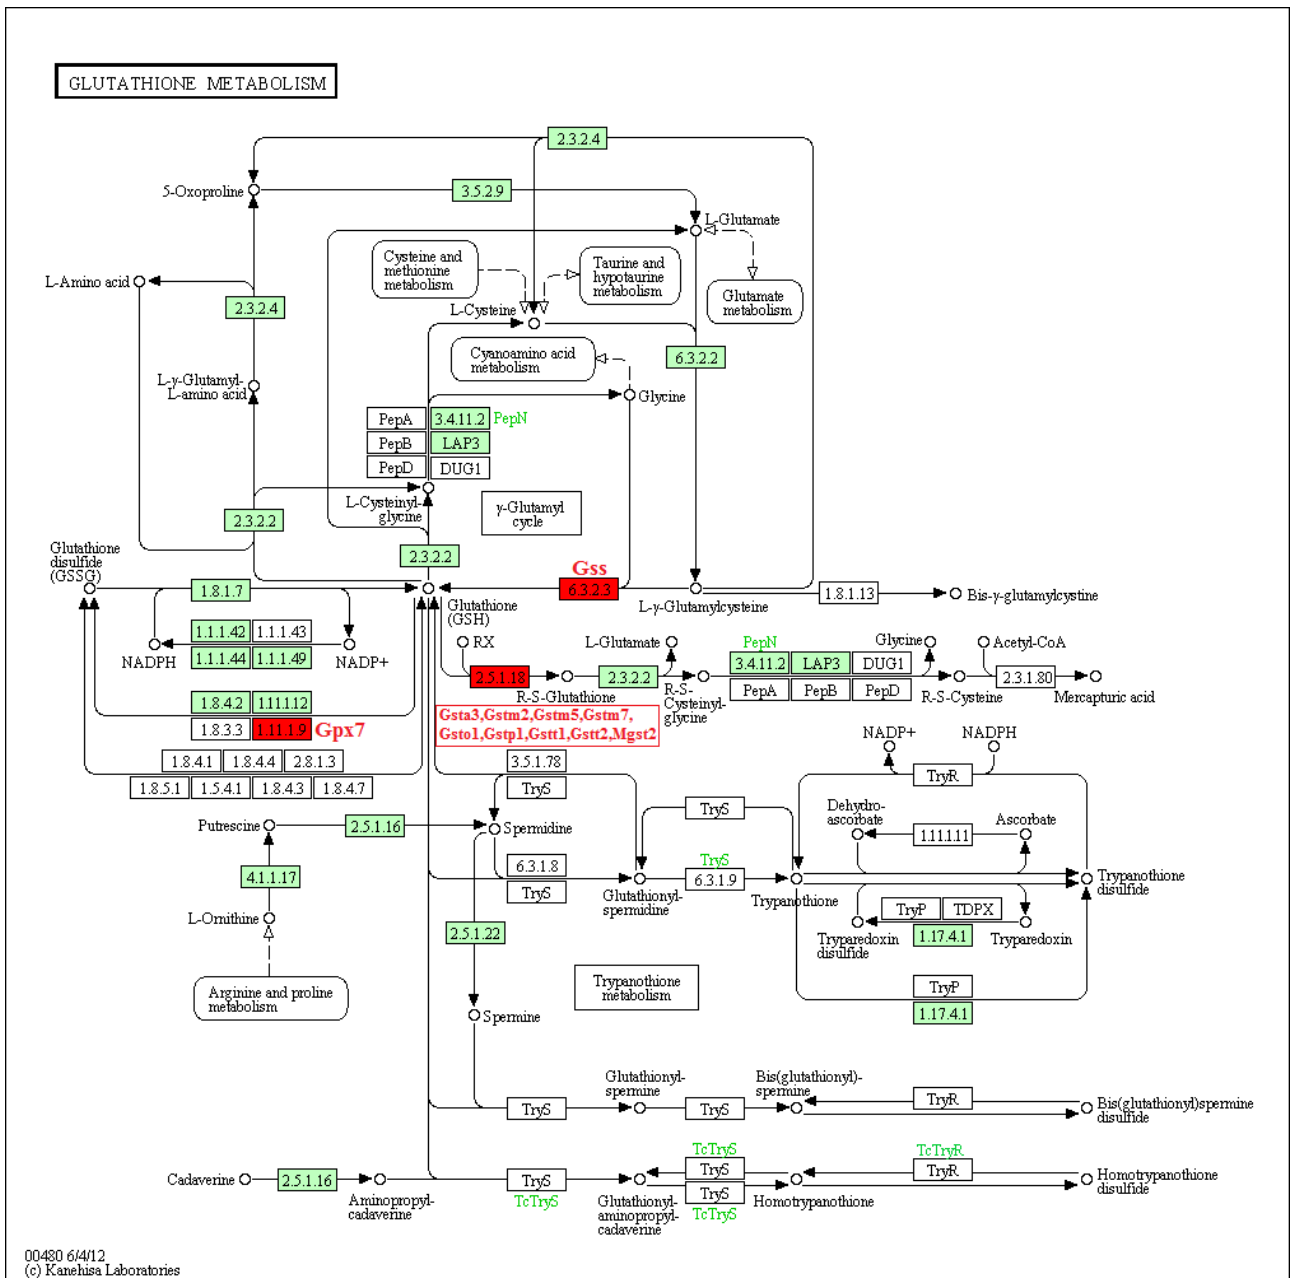 GLUTATHIONE METABOLISM
2.3.2.4
5-Oxoproline
3.5.2.9
L-Glutamate
Cysteine and
methionine
metabolism
Taurine and
hypotaurine
metabolism
Glutamate
metabolism
L-Amino acid
2.3.2.4
L-Cysteine
Cyanoamino acid
metabolism
6.3.2.2
L-γ-Glutamyl-
L-amino acid
Glycine
PepA
3.4.11.2
PepN
PepB
LAP3
PepD
DUG1
L-Cysteinyl-
glycine
γ-Glutamyl
cycle
2.3.2.2
2.3.2.2
Glutathione
disulfide
(GSSG)
Gss
6.3.2.3
1.8.1.7
Glutathione
(GSH)
L-γ-Glutamylcysteine
1.8.1.13
Bis-γ-glutamylcystine
1.1.1.42
1.1.1.43
NADPH
1.1.1.44
1.1.1.49
NADP+
RX
L-Glutamate
PepN
Glycine
Acetyl-CoA
2.5.1.18
2.3.2.2
3.4.11.2
LAP3
DUG1
2.3.1.80
R-S-Glutathione
R-S-
Cysteinyl-
glycine
PepA
PepB
PepD
R-S-Cysteine
Mercapturic acid
1.8.4.2
1.11.1.12
1.8.3.3
1.11.1.9
Gpx7
Gsta3,Gstm2,Gstm5,Gstm7,
Gsto1,Gstp1,Gstt1,Gstt2,Mgst2
1.8.4.1
1.8.4.4
2.8.1.3
1.8.5.1
1.5.4.1
1.8.4.3
1.8.4.7
3.5.1.78
TryS
NADP+
NADPH
TryR
Putrescine
2.5.1.16
Spermidine
TryS
Dehydro-
ascorbate
1.11.1.11
Ascorbate
4.1.1.17
6.3.1.8
TryS
Glutathionyl-
spermidine
TryS
6.3.1.9
Trypanothione
Trypanothione
disulfide
L-Ornithine
TryP
TDPX
1.17.4.1
Tryparedoxin
disulfide
Tryparedoxin
2.5.1.22
Arginine and proline
metabolism
Trypanothione
metabolism
TryP
1.17.4.1
Spermine
Glutathionyl-
spermine
Bis(glutathionyl)-
spermine
TryS
TryS
TryR
Bis(glutathionyl)spermine
disulfide
Cadaverine
2.5.1.16
Aminopropyl-
cadaverine
TryS
TcTryS
Glutathionyl-
aminopropyl-
cadaverine
TcTryS
TryS
TryS
TcTryS
Homotrypanothione
TcTryR
TryR
Homotrypanothione
disulfide
00480 6/4/12
(c) Kanehisa Laboratories